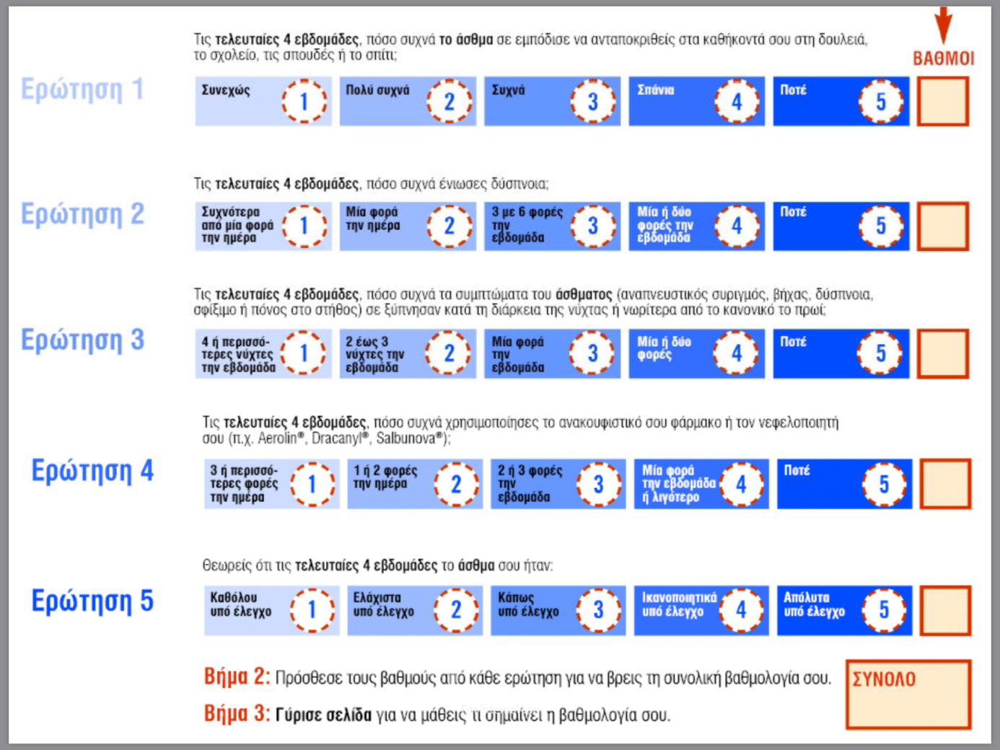 Τις τελευταίες 4 εβδομάδες, πόσο συχνά το άσθμα σε εμπόδισε να ανταποκριθείς στα καθήκοντά σου στη δουλειά,
το σχολείο, τις σπουδές ή το σπίτι;
ΒΑΘΜΟΙ
Ερώτηση 1
Συνεχώς 1 Πολύ συχνά 2 Συχνά 3 Σπάνια 4 Ποτέ 5
Τις τελευταίες 4 εβδομάδες, πόσο συχνά ένιωσες δύσπνοια;
Ερώτηση 2
Συχνότερα
από μία φορά
την ημέρα
1
Μία φορά
την ημέρα
2
3 με 6 φορές
την
εβδομάδα
3
Μία ή δύο
φορές την
εβδομάδα
4
Ποτέ
5
Τις τελευταίες 4 εβδομάδες, πόσο συχνά τα συμπτώματα του άσθματος (αναπνευστικός συριγμός, βήχας, δύσπνοια,
σφίξιμο ή πόνος στο στήθος) σε ξύπνησαν κατά τη διάρκεια της νύχτας ή νωρίτερα από το κανονικό το πρωί;
Ερώτηση 3
4 ή περισσό-
τερες νύχτες
την εβδομάδα
1
2 έως 3
νύχτες την
εβδομάδα
2
Μία φορά
την
εβδομάδα
3
Μία ή δύο
φορές
4
Ποτέ
5
Τις τελευταίες 4 εβδομάδες, πόσο συχνά χρησιμοποίησες το ανακουφιστικό σου φάρμακο ή τον νεφελοποιητή
σου (π.χ. Aerolin®, Dracanyl®, Salbunova®);
Ερώτηση 4
3 ή περισσό-
τερες φορές
την ημέρα
1
1 ή 2 φορές
την ημέρα
2
2 ή 3 φορές
την
εβδομάδα
3
Μία φορά
την εβδομάδα
ή λιγότερο
4
Ποτέ
5
Θεωρείς ότι τις τελευταίες 4 εβδομάδες το άσθμα σου ήταν:
Ερώτηση 5
Καθόλου
υπό έλεγχο
1
Ελάχιστα
υπό έλεγχο
2
Κάπως
υπό έλεγχο
3
Ικανοποιητικά
υπό έλεγχο
4
Απόλυτα
υπό έλεγχο
5
Βήμα 2: Πρόσθεσε τους βαθμούς από κάθε ερώτηση για να βρεις τη συνολική βαθμολογία σου.
ΣΥΝΟΛΟ
Βήμα 3: Γύρισε σελίδα για να μάθεις τι σημαίνει η βαθμολογία σου.